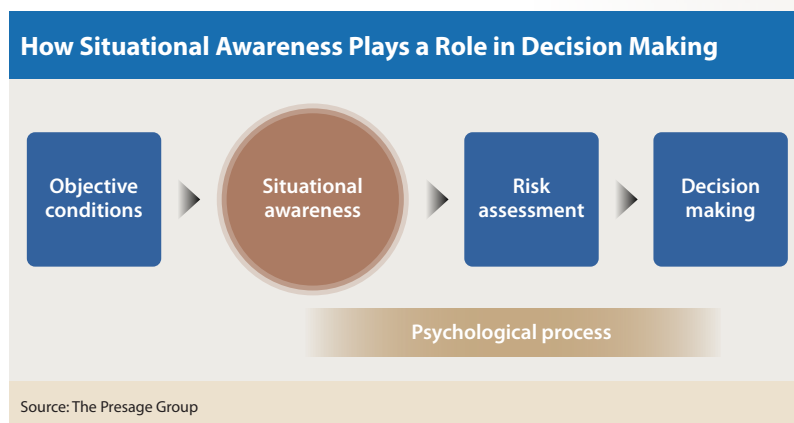 How Situational Awareness Plays a Role in Decision Making
Objective
conditions
Situational
awareness
Risk
assessment
Decision
making
Psychological process
Source: The Presage Group